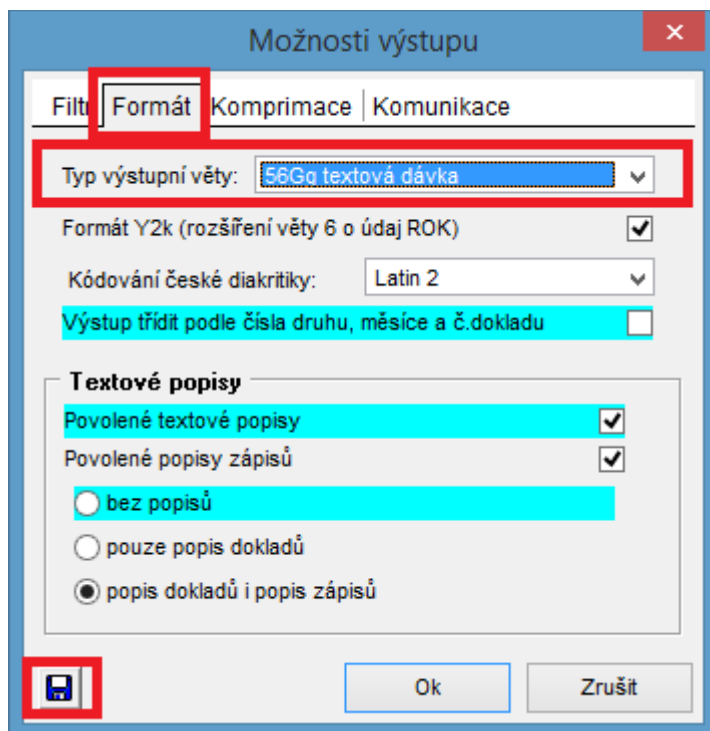 Možnosti výstupu
Filtr Formát Komprimace Komunikace
Typ výstupní věty: 56Gg textová dávka
Formát Y2k (rozšíření věty 6 o údaj ROK)
Kódování české diakritiky: Latin 2
Výstup třídit podle čísla druhu, měsíce a č.dokladu
Textové popisy
Povolené textové popisy
Povolené popisy zápisů
bez popisů
pouze popis dokladů
popis dokladů i popis zápisů
Ok Zrušit